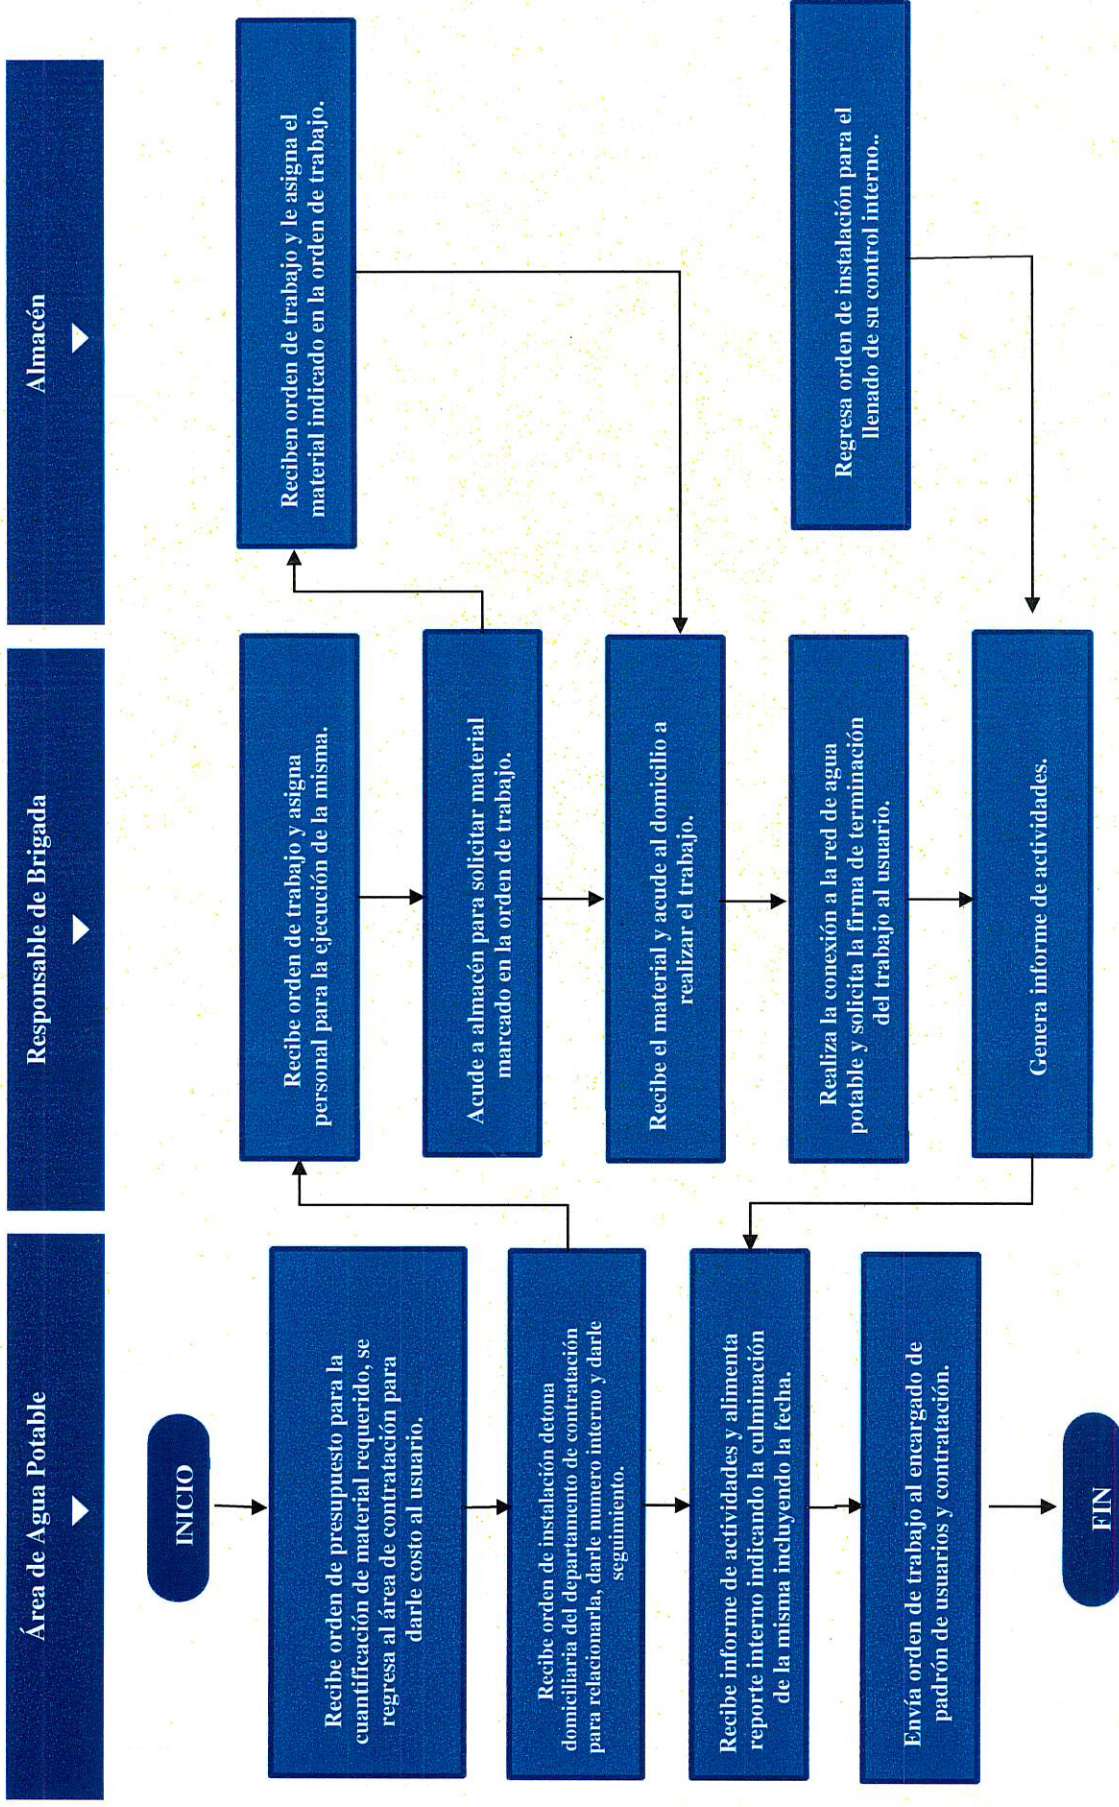 Área de Agua Potable
Responsable de Brigada
Almacén
INICIO
Recibe orden de presupuesto para la
cuantificación de material requerido, se
regresa al área de contratación para
darle costo al usuario.
Recibe orden de instalación detona
domiciliaria del departamento de contratación
para relacionarla, darle numero interno y darle
seguimiento.
Recibe informe de actividades y alimenta
reporte interno indicando la culminación
de la misma incluyendo la fecha.
Envía orden de trabajo al encargado de
padrón de usuarios y contratación.
FIN
Recibe orden de trabajo y asigna
personal para la ejecución de la misma.
Acude a almacén para solicitar material
marcado en la orden de trabajo.
Recibe el material y acude al domicilio a
realizar el trabajo.
Realiza la conexión a la red de agua
potable y solicita la firma de terminación
del trabajo al usuario.
Genera informe de actividades.
Reciben orden de trabajo y le asigna el
material indicado en la orden de trabajo.
Regresa orden de instalación para el
llenado de su control interno..